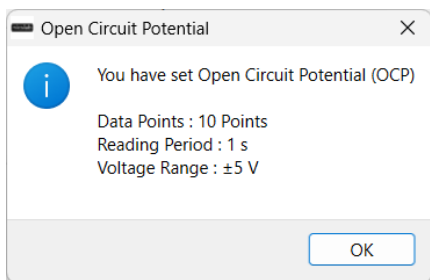 Open Circuit Potential
You have set Open Circuit Potential (OCP)
Data Points : 10 Points
Reading Period : 1 s
Voltage Range : ±5 V
OK